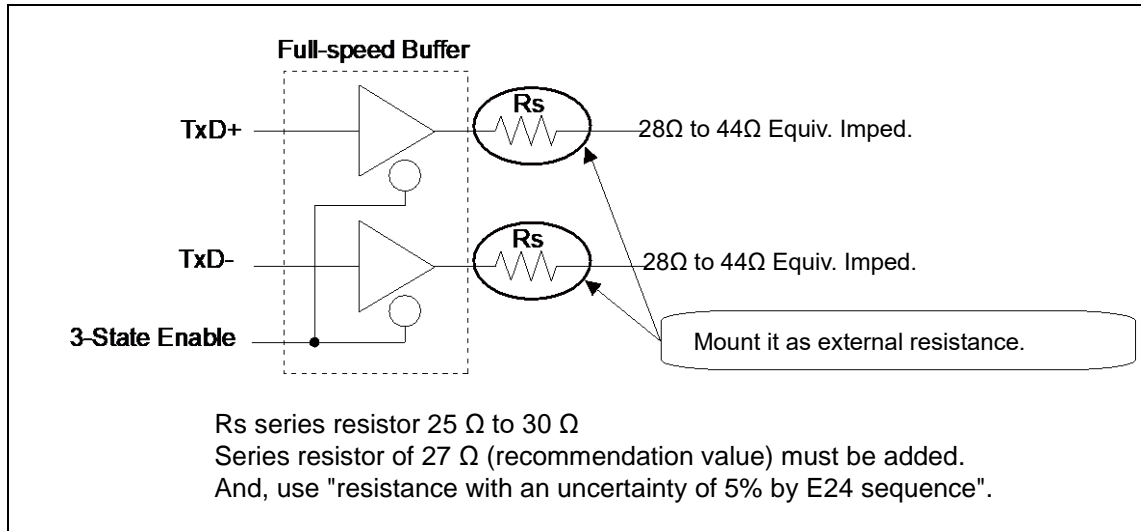 Full-speed Buffer
Rs
TxD+
28Ω to 44Ω Equiv. Imped.
Rs
TxD-
28Ω to 44Ω Equiv. Imped.
3-State Enable
Mount it as external resistance.
Rs series resistor 25 Ω to 30 Ω
Series resistor of 27 Ω (recommendation value) must be added.
And, use "resistance with an uncertainty of 5% by E24 sequence".